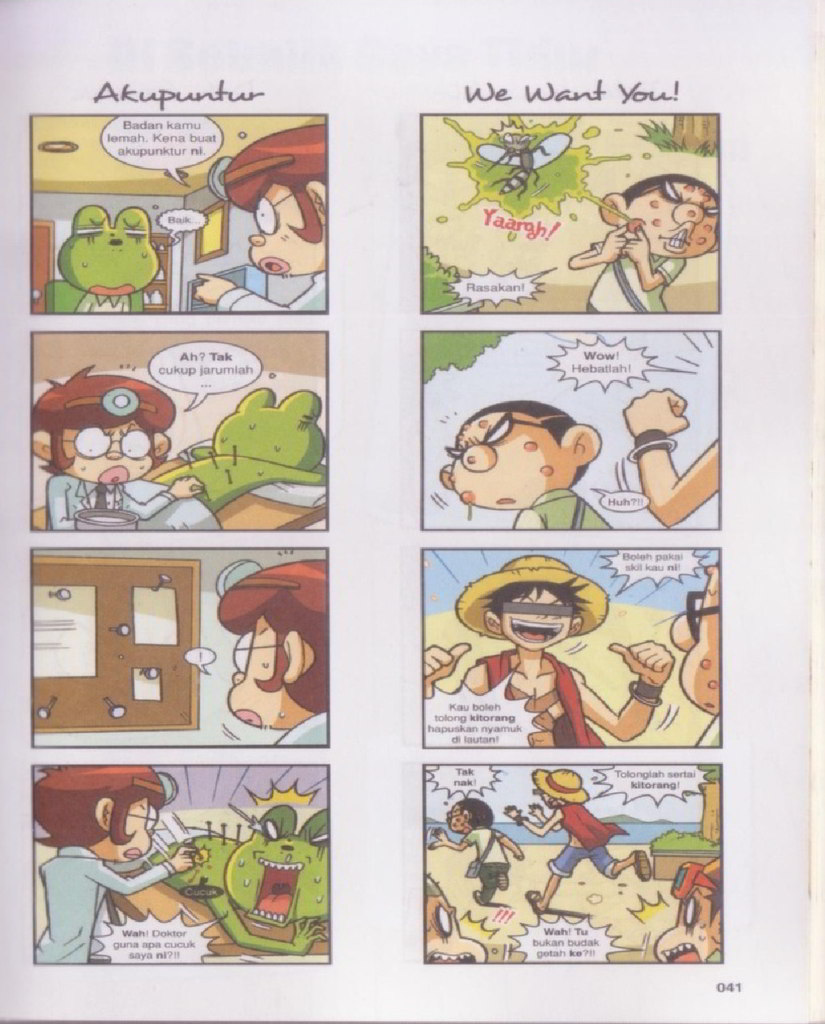 Akupuntur
Badan kamu
lemah. Kena buat
akupunktur ni.
Baik...
Ah? Tak
cukup jarumlah
...
!
Cucuk
Wah! Doktor
guna apa cucuk
saya ni?!!
We Want You!
Yaargh!
Rasakan!
Wow!
Hebatlah!
Huh?!!
Boleh pakai
skil kau ni!
Kau boleh
tolong kitorang
hapuskan nyamuk
di lautan!
Tak
nak!
Tolonglah sertai
kitorang!
!!!
Wah! Tu
bukan budak
getah ke?!!
041